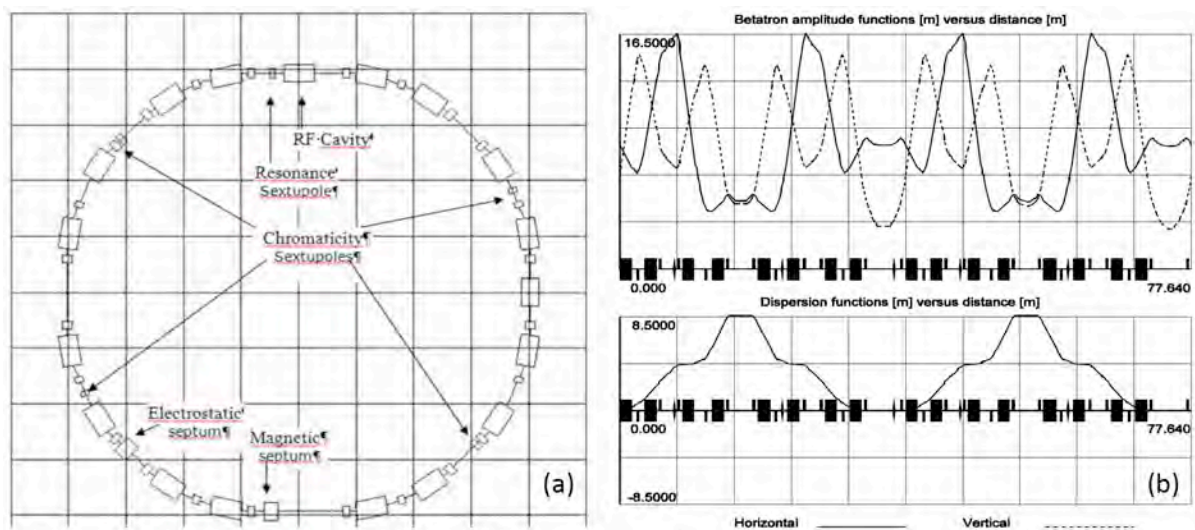 RF·Cavity¶
Resonance¶
Sextupole¶
Chromaticity¶
Sextupoles¶
Electrostatic¶
septum¶
Magnetic¶
septum¶
(a)
Betatron amplitude functions [m] versus distance [m]
16.5000
0.000
77.640
Dispersion functions [m] versus distance [m]
8.5000
0.000
77.640
-8.5000
(b)
Horizontal
Vertical